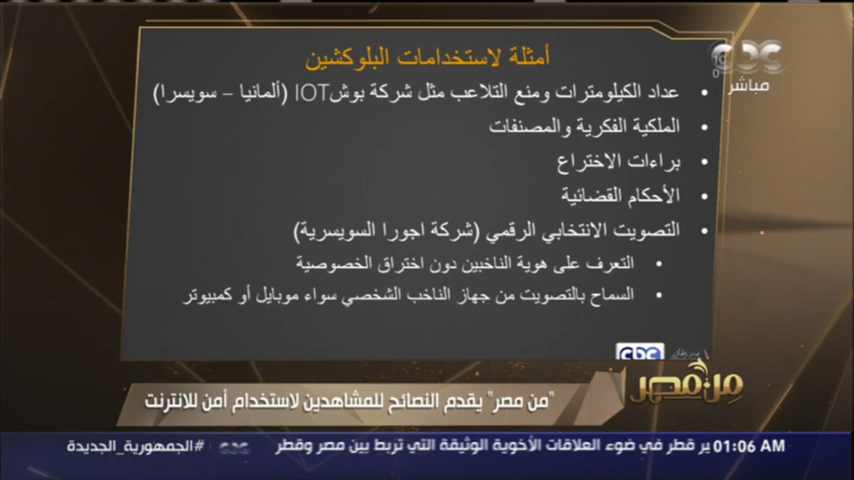 أمثلة لاستخدامات البلوكشين
• عداد الكيلومترات ومنع التلاعب مثل شركة بوش IOT (ألمانيا – سويسرا)
• الملكية الفكرية والمصنفات
• براءات الاختراع
• الأحكام القضائية
• التصويت الانتخابي الرقمي (شركة اجورا السويسرية)
• التعرف على هوية الناخبين دون اختراق الخصوصية
• السماح بالتصويت من جهاز الناخب الشخصي سواء موبايل أو كمبيوتر
cbc
مباشر
cbc
من مصر
"من مصر" يقدم النصائح للمشاهدين لاستخدام أمن للانترنت
01:06 AM
ير قطر في ضوء العلاقات الأخوية الوثيقة التي تربط بين مصر وقطر cbc #الجمهورية_الجديدة